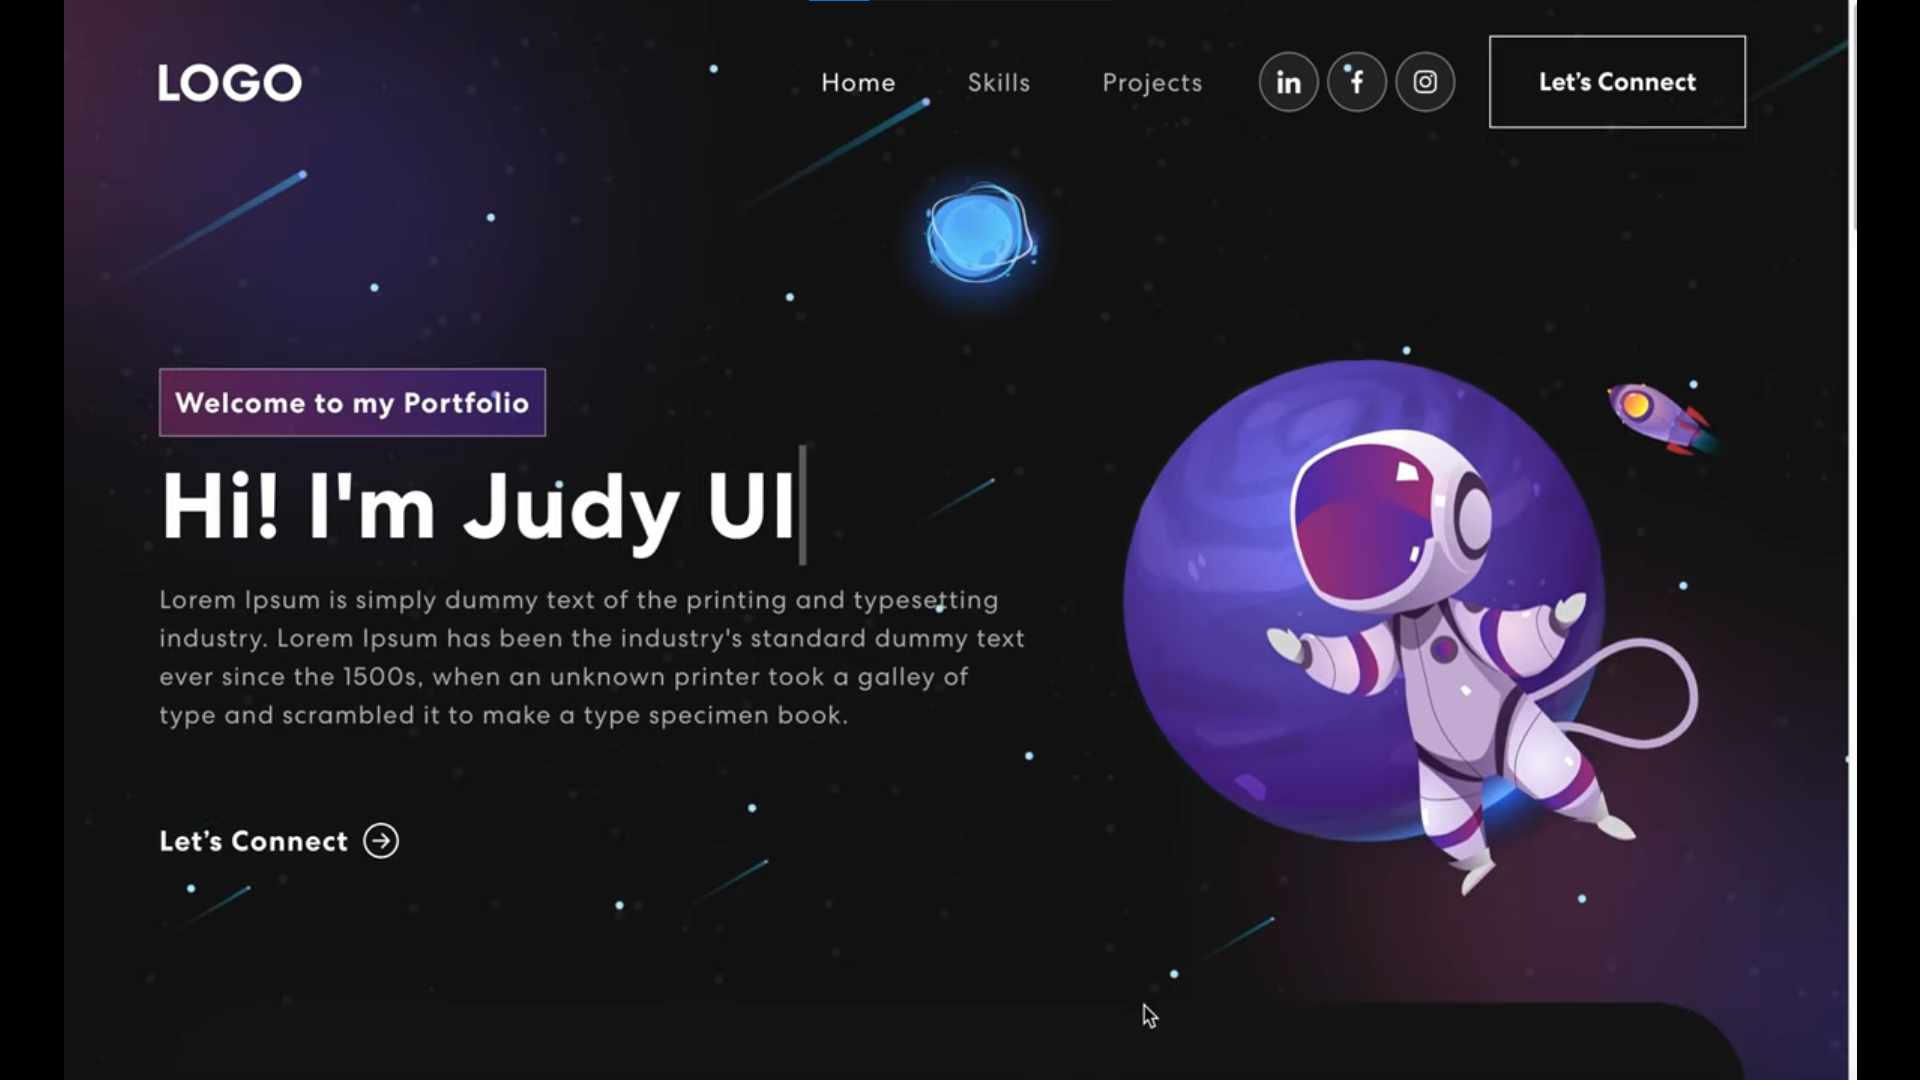 LOGO
Home
Skills
Projects
in
f
Let's Connect
Welcome to my Portfolio
Hi! I'm Judy UI
Lorem Ipsum is simply dummy text of the printing and typesetting
industry. Lorem Ipsum has been the industry's standard dummy text
ever since the 1500s, when an unknown printer took a galley of
type and scrambled it to make a type specimen book.
Let's Connect